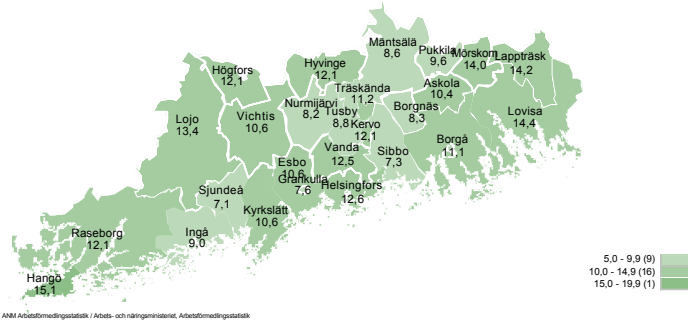 Mäntsälä
8,6
Pukkila
9,6
Mörskom
14,0
Lappträsk
14,2
Högfors
12,1
Hyvinge
12,1
Träskända
11,2
Askola
10,4
Nurmijärvi
8,2
Tusby
8,8
Borgnäs
8,3
Lovisa
14,4
Lojo
13,4
Vichtis
10,6
Kervo
12,1
Borgå
11,1
Vanda
12,5
Sibbo
7,3
Esbo
10,6
Grankulla
7,6
Helsingfors
12,6
Sjundeå
7,1
Kyrkslätt
10,6
Raseborg
12,1
Ingå
9,0
Hangö
15,1
5,0 - 9,9 (9)
10,0 - 14,9 (16)
15,0 - 19,9 (1)
ANM Arbetsförmedlingsstatistik / Arbets- och näringsministeriet, Arbetsförmedlingsstatistik